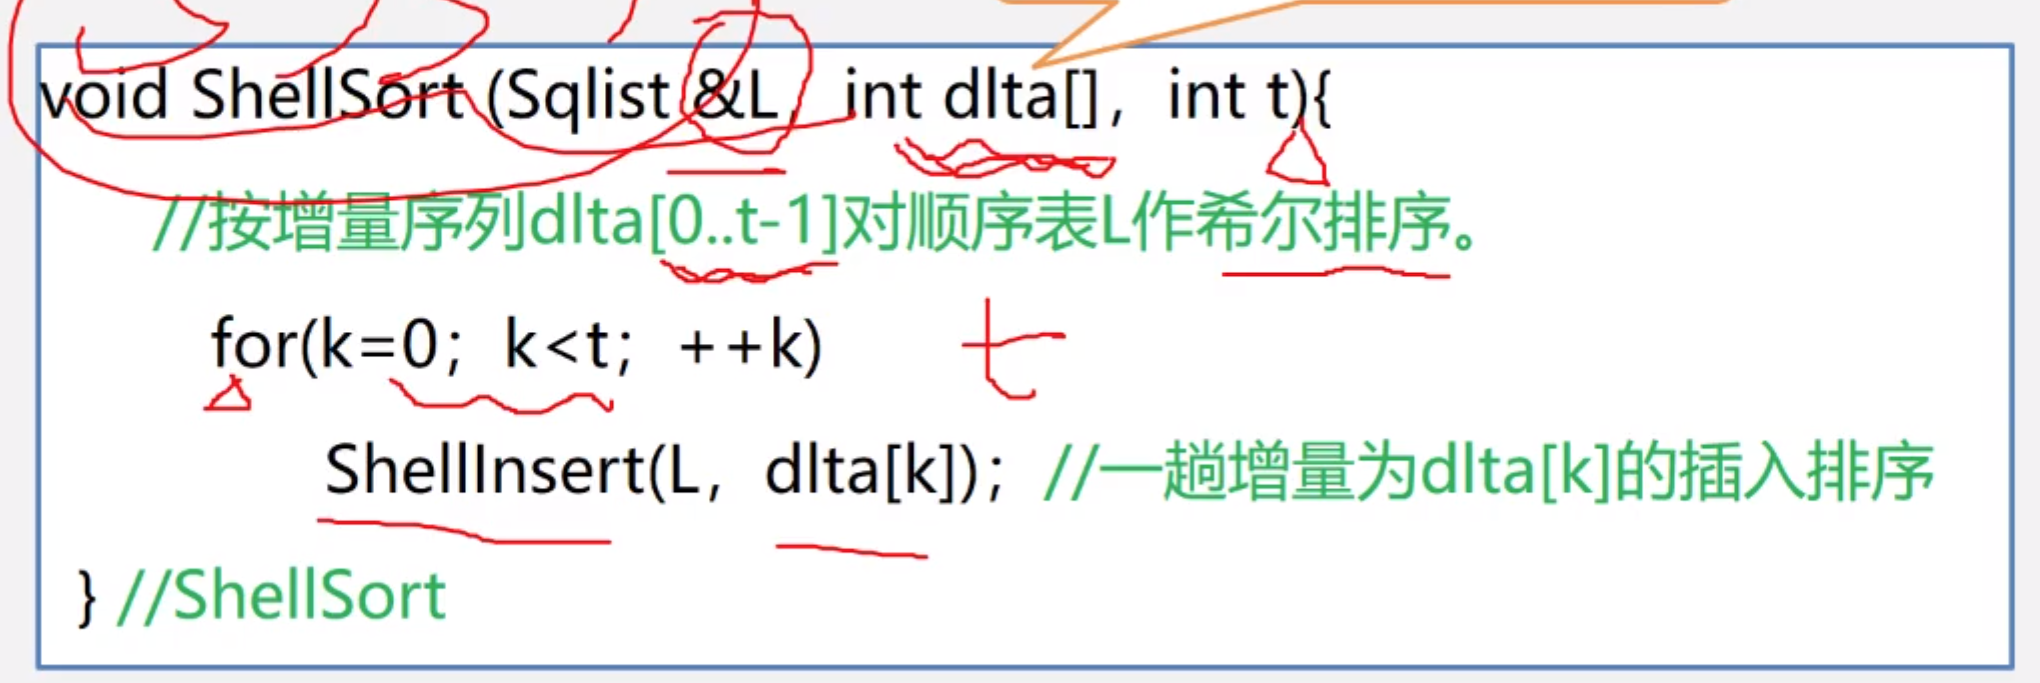 void ShellSort (Sqlist &L, int dlta[], int t){
//按增量序列dlta[0..t-1]对顺序表L作希尔排序。
for(k=0; k<t; ++k) t
ShellInsert(L, dlta[k]); //一趟增量为dlta[k]的插入排序
} //ShellSort